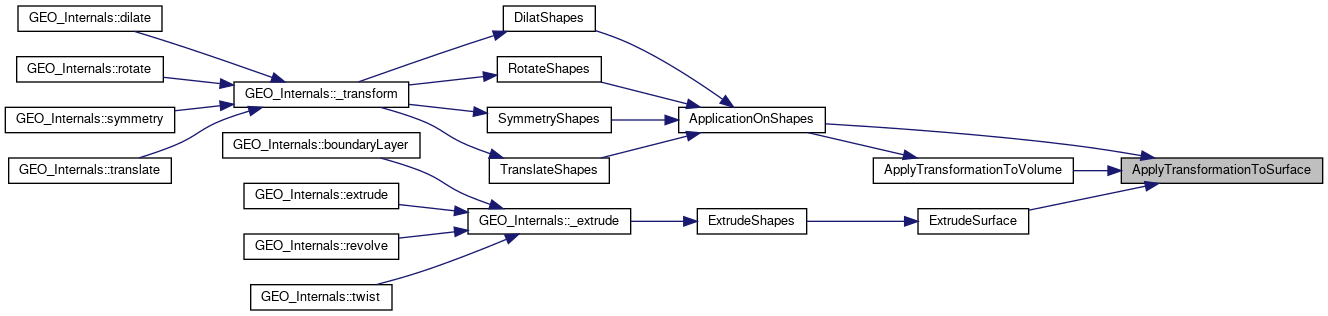 GEO_Internals::dilate
DilatShapes
GEO_Internals::rotate
RotateShapes
GEO_Internals::_transform
GEO_Internals::symmetry
SymmetryShapes
ApplicationOnShapes
GEO_Internals::boundaryLayer
GEO_Internals::translate
TranslateShapes
ApplyTransformationToVolume
ApplyTransformationToSurface
GEO_Internals::extrude
GEO_Internals::_extrude
ExtrudeShapes
ExtrudeSurface
GEO_Internals::revolve
GEO_Internals::twist